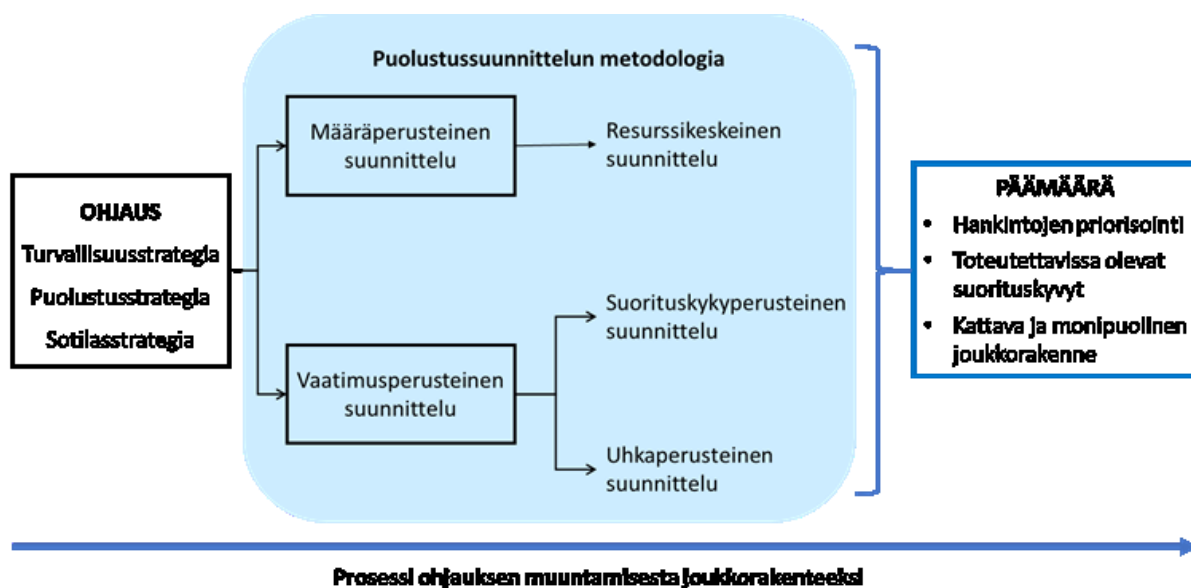 Puolustussuunnittelun metodologia
OHJAUS
Turvallisuusstrategia
Puolustusstrategia
Sotilasstrategia
Määräperusteinen
suunnittelu
Resurssikeskeinen
suunnittelu
Vaatimusperusteinen
suunnittelu
Suorituskykyperusteinen
suunnittelu
Uhkaperusteinen
suunnittelu
PÄÄMÄÄRÄ
• Hankintojen priorisointi
• Toteutettavissa olevat
suorituskyvyt
• Kattava ja monipuolinen
joukkorakenne
Prosessi ohjauksen muuntamisesta joukkorakenteeksi